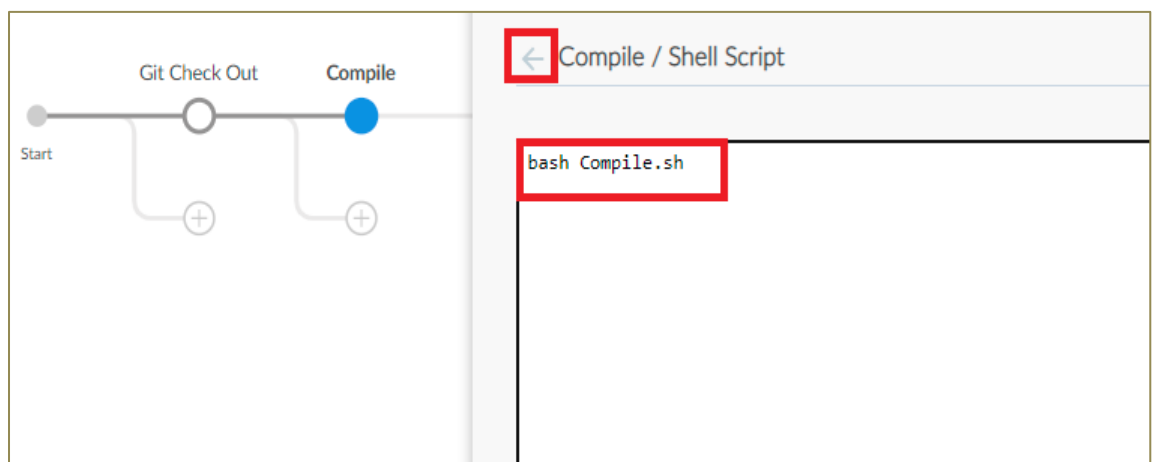 Git Check Out
Compile
Start
Compile / Shell Script
bash Compile.sh